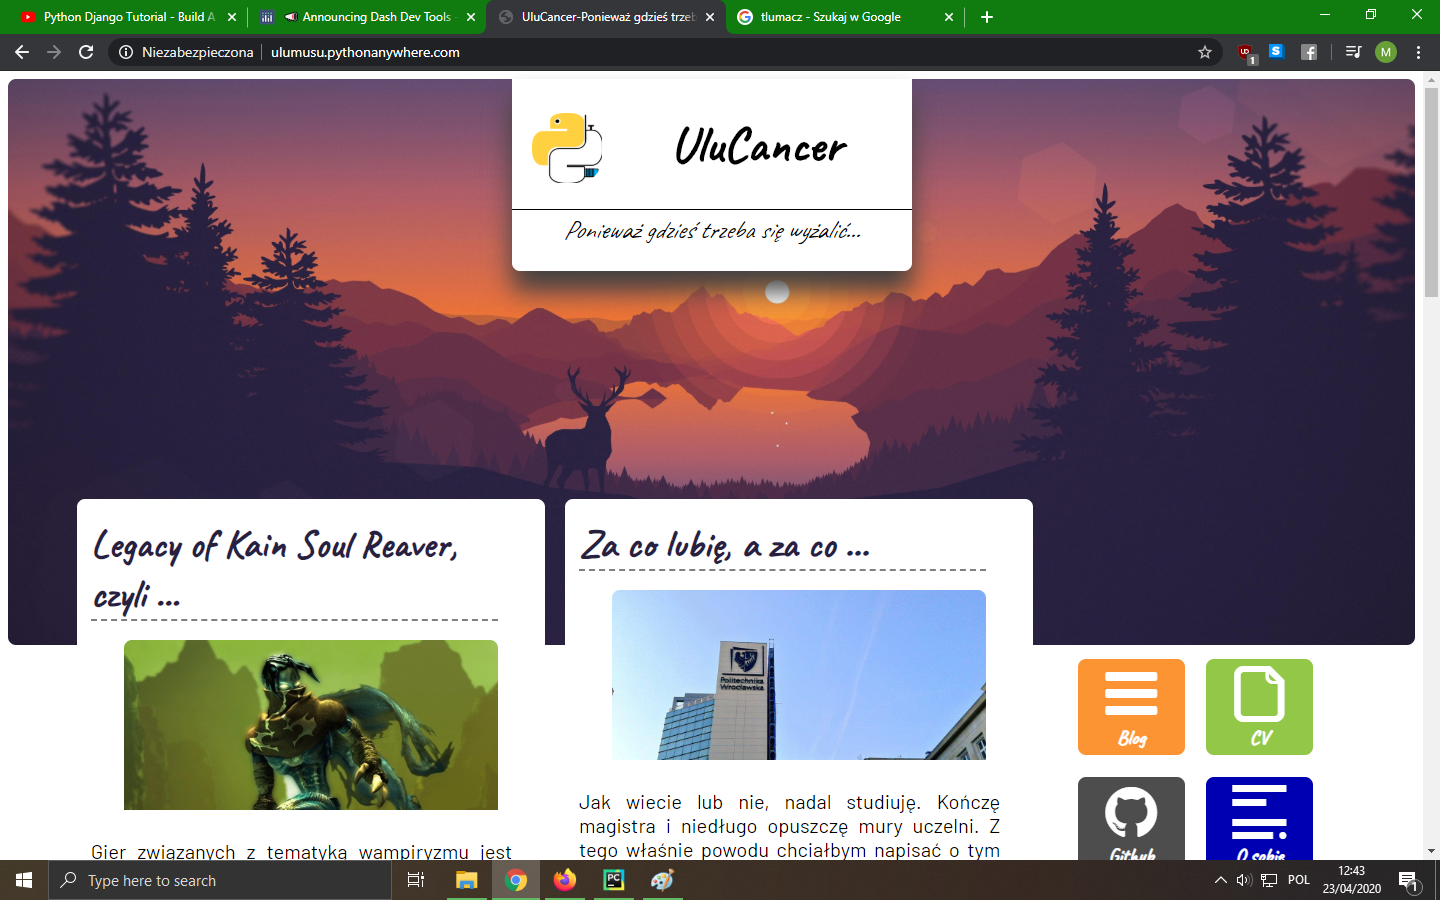 Python Django Tutorial - Build A
Announcing Dash Dev Tools
UluCancer-Ponieważ gdzieś trzeb
tlumacz - Szukaj w Google
Niezabezpieczona
ulumusu.pythonanywhere.com
1
M
UluCancer
Ponieważ gdzieś trzeba się wyżalić...
Legacy of Kain Soul Reaver,
czyli ...
Za co lubię, a za co ...
Politechnika
Wrocławska
Blog
CV
Jak wiecie lub nie, nadal studiuję. Kończę
magistra i niedługo opuszczę mury uczelni. Z
tego właśnie powodu chciałbym napisać o tym
Gier związanych z tematyką wampiryzmu jest
Github
O sobie
Type here to search
PC
POL
12:43
23/04/2020
1